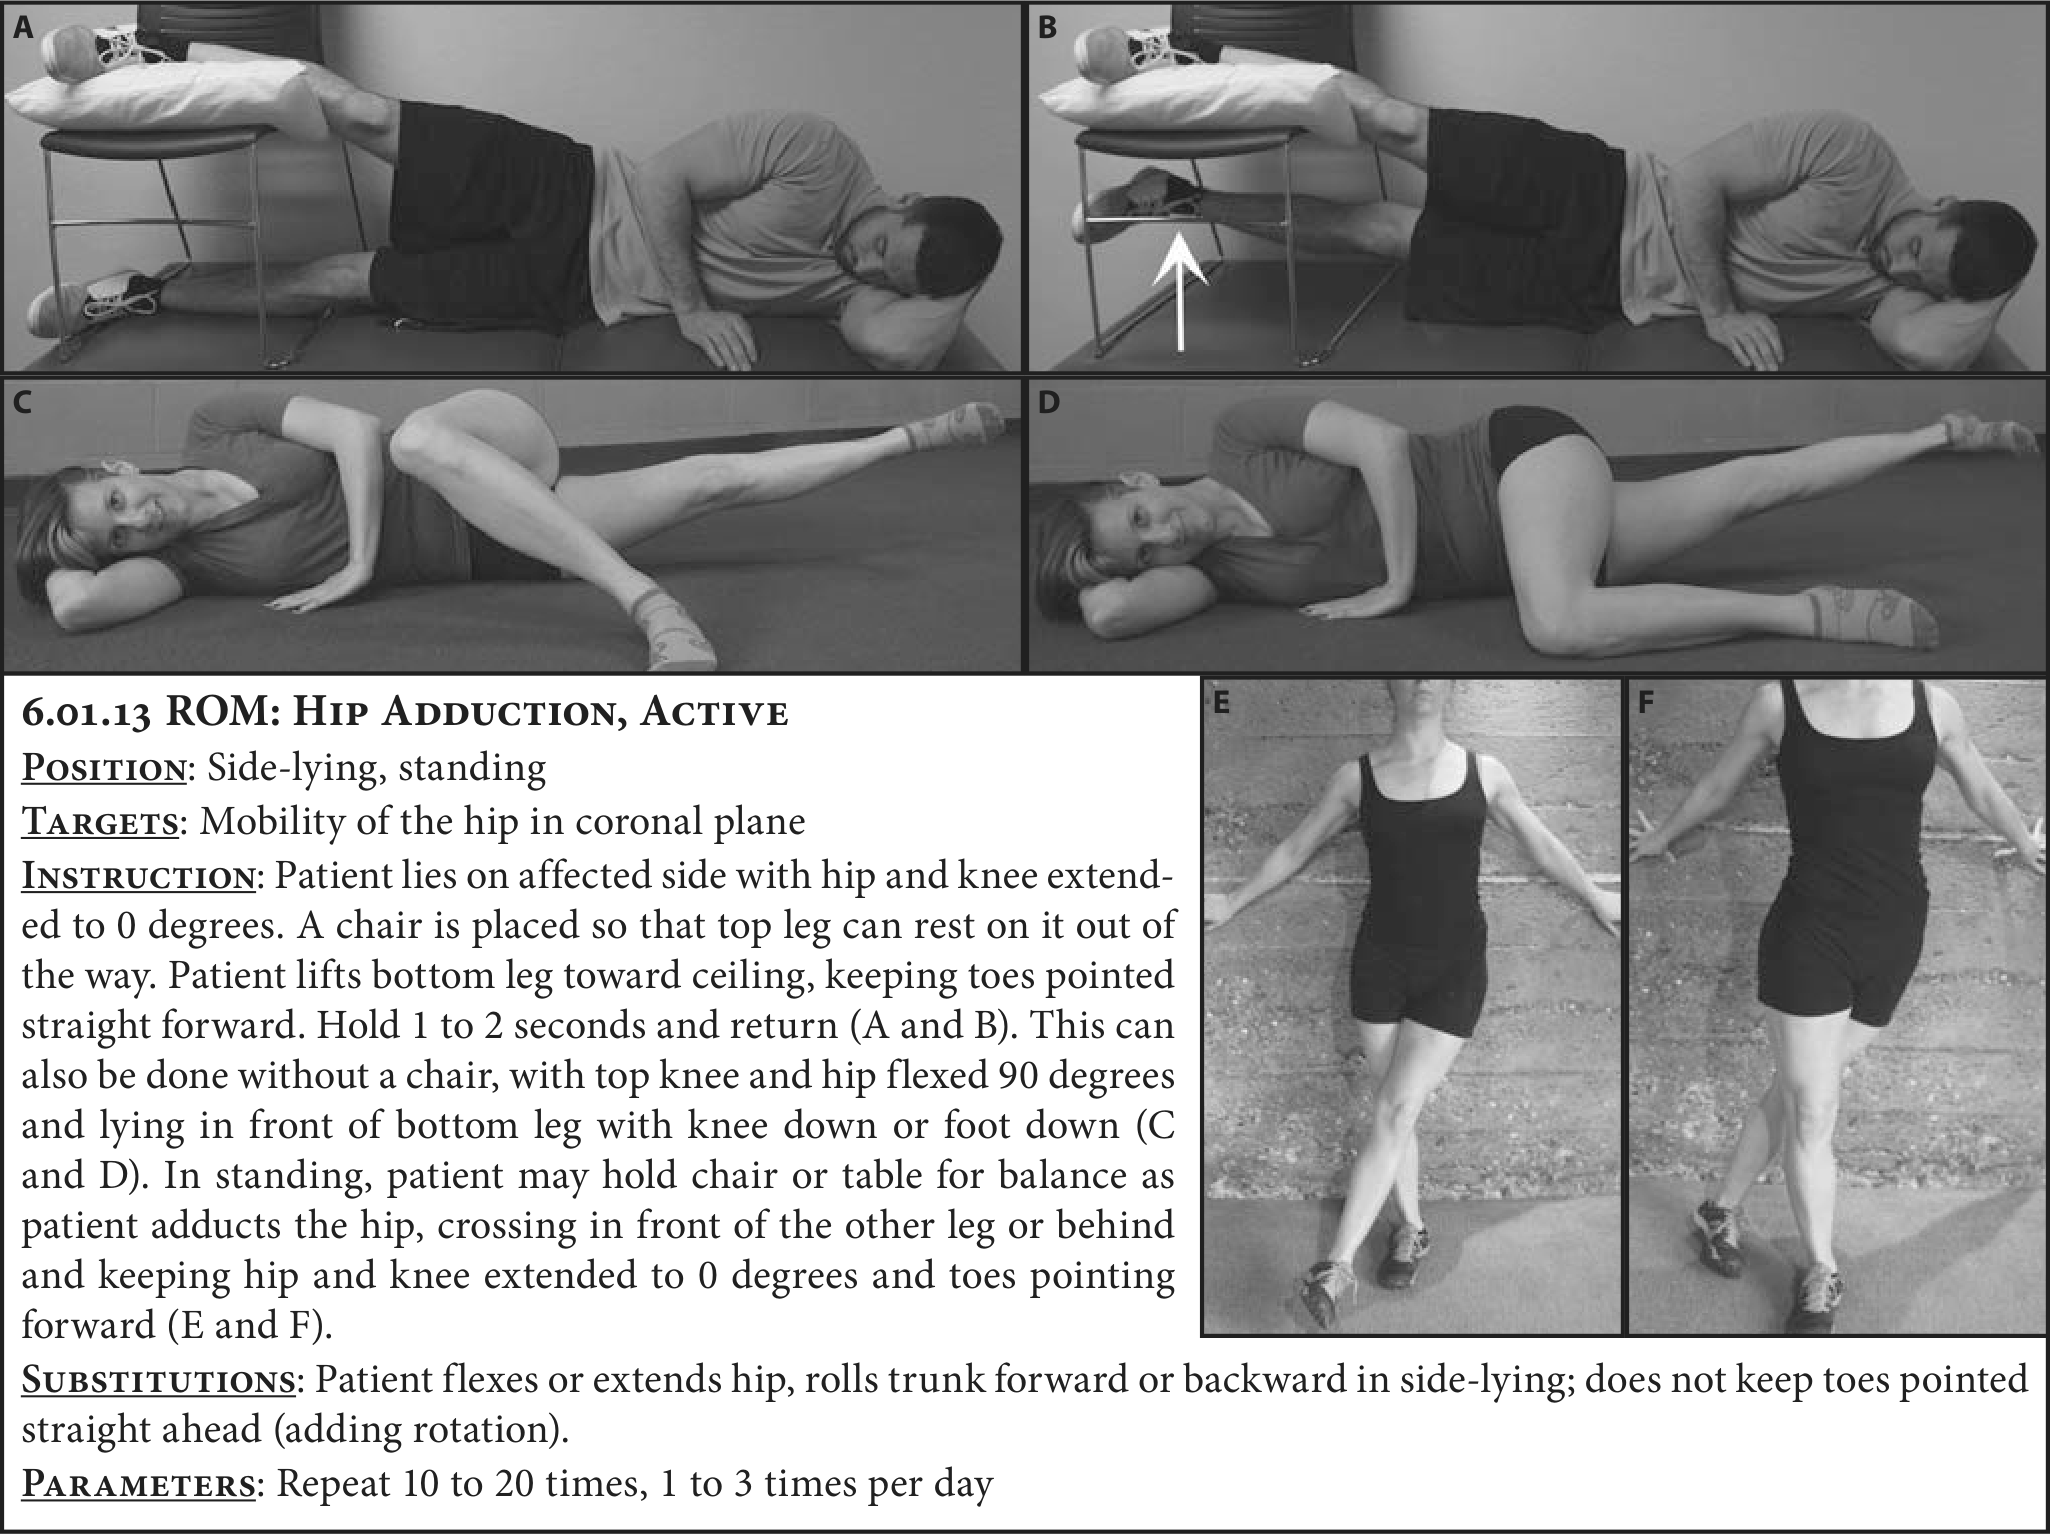 A
B
C
D
6.01.13 ROM: Hip Adduction, Active
Position: Side-lying, standing
Targets: Mobility of the hip in coronal plane
Instruction: Patient lies on affected side with hip and knee extend-
ed to 0 degrees. A chair is placed so that top leg can rest on it out of
the way. Patient lifts bottom leg toward ceiling, keeping toes pointed
straight forward. Hold 1 to 2 seconds and return (A and B). This can
also be done without a chair, with top knee and hip flexed 90 degrees
and lying in front of bottom leg with knee down or foot down (C
and D). In standing, patient may hold chair or table for balance as
patient adducts the hip, crossing in front of the other leg or behind
and keeping hip and knee extended to 0 degrees and toes pointing
forward (E and F).
E
F
Substitutions: Patient flexes or extends hip, rolls trunk forward or backward in side-lying; does not keep toes pointed
straight ahead (adding rotation).
Parameters: Repeat 10 to 20 times, 1 to 3 times per day